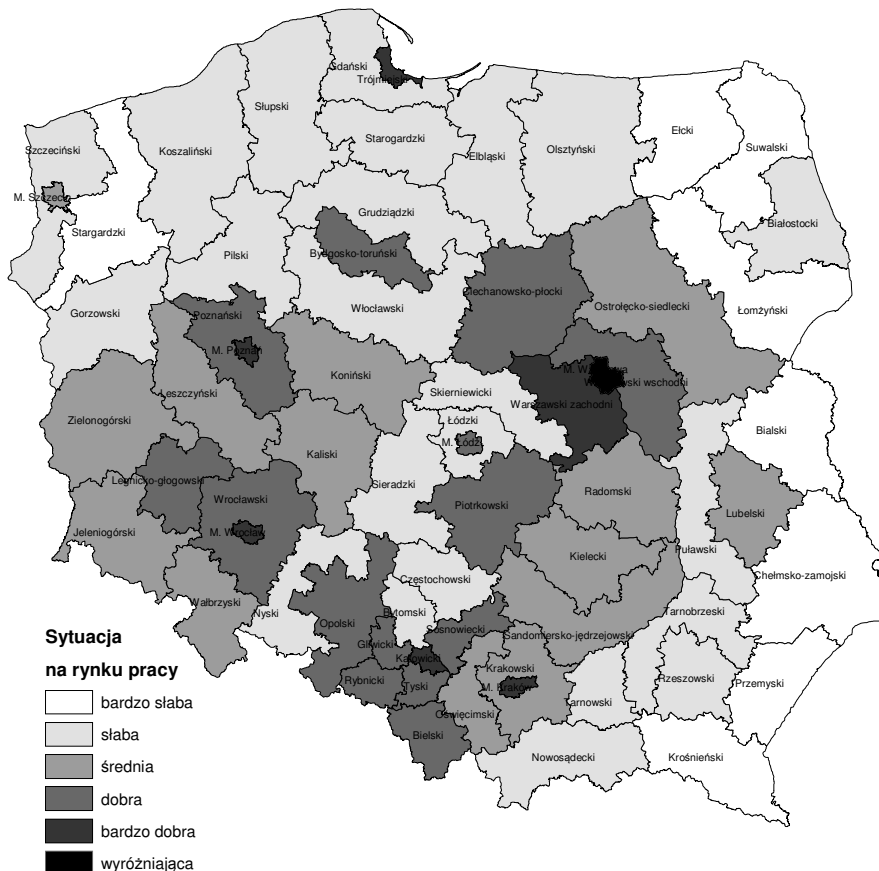 Gdański
Trójmiejski
Słupski
Starogardzki
Koszaliński
Szczeciński
Elbląski
Olsztyński
Ełcki
Suwalski
M. Szczecin
Stargardzki
Grudziądzki
Białostocki
Pilski
Bydgosko-toruński
Ciechanowsko-płocki
Ostrołęcko-siedlecki
Łomżyński
Gorzowski
Poznański
Włocławski
M. Poznań
Koniński
M. Warszawa
Warszawski wschodni
Leszczyński
Skierniewicki
Warszawski zachodni
Zielonogórski
Łódzki
M. Łódź
Bialski
Kaliski
Legnicko-głogowski
Sieradzki
Wrocławski
Piotrkowski
Radomski
Lubelski
Jeleniogórski
M. Wrocław
Kielecki
Puławski
Chełmsko-zamojski
Częstochowski
Wałbrzyski
Nyski
Bytomski
Tarnobrzeski
Opolski
Sosnowiecki
Sandomiersko-jędrzejowski
Gliwicki
Katowicki
Krakowski
Rybnicki
Tyski
M. Kraków
Tarnowski
Rzeszowski
Przemyski
Oświęcimski
Bielski
Nowosądecki
Krośnieński
Sytuacja
na rynku pracy
bardzo słaba
słaba
średnia
dobra
bardzo dobra
wyróżniająca